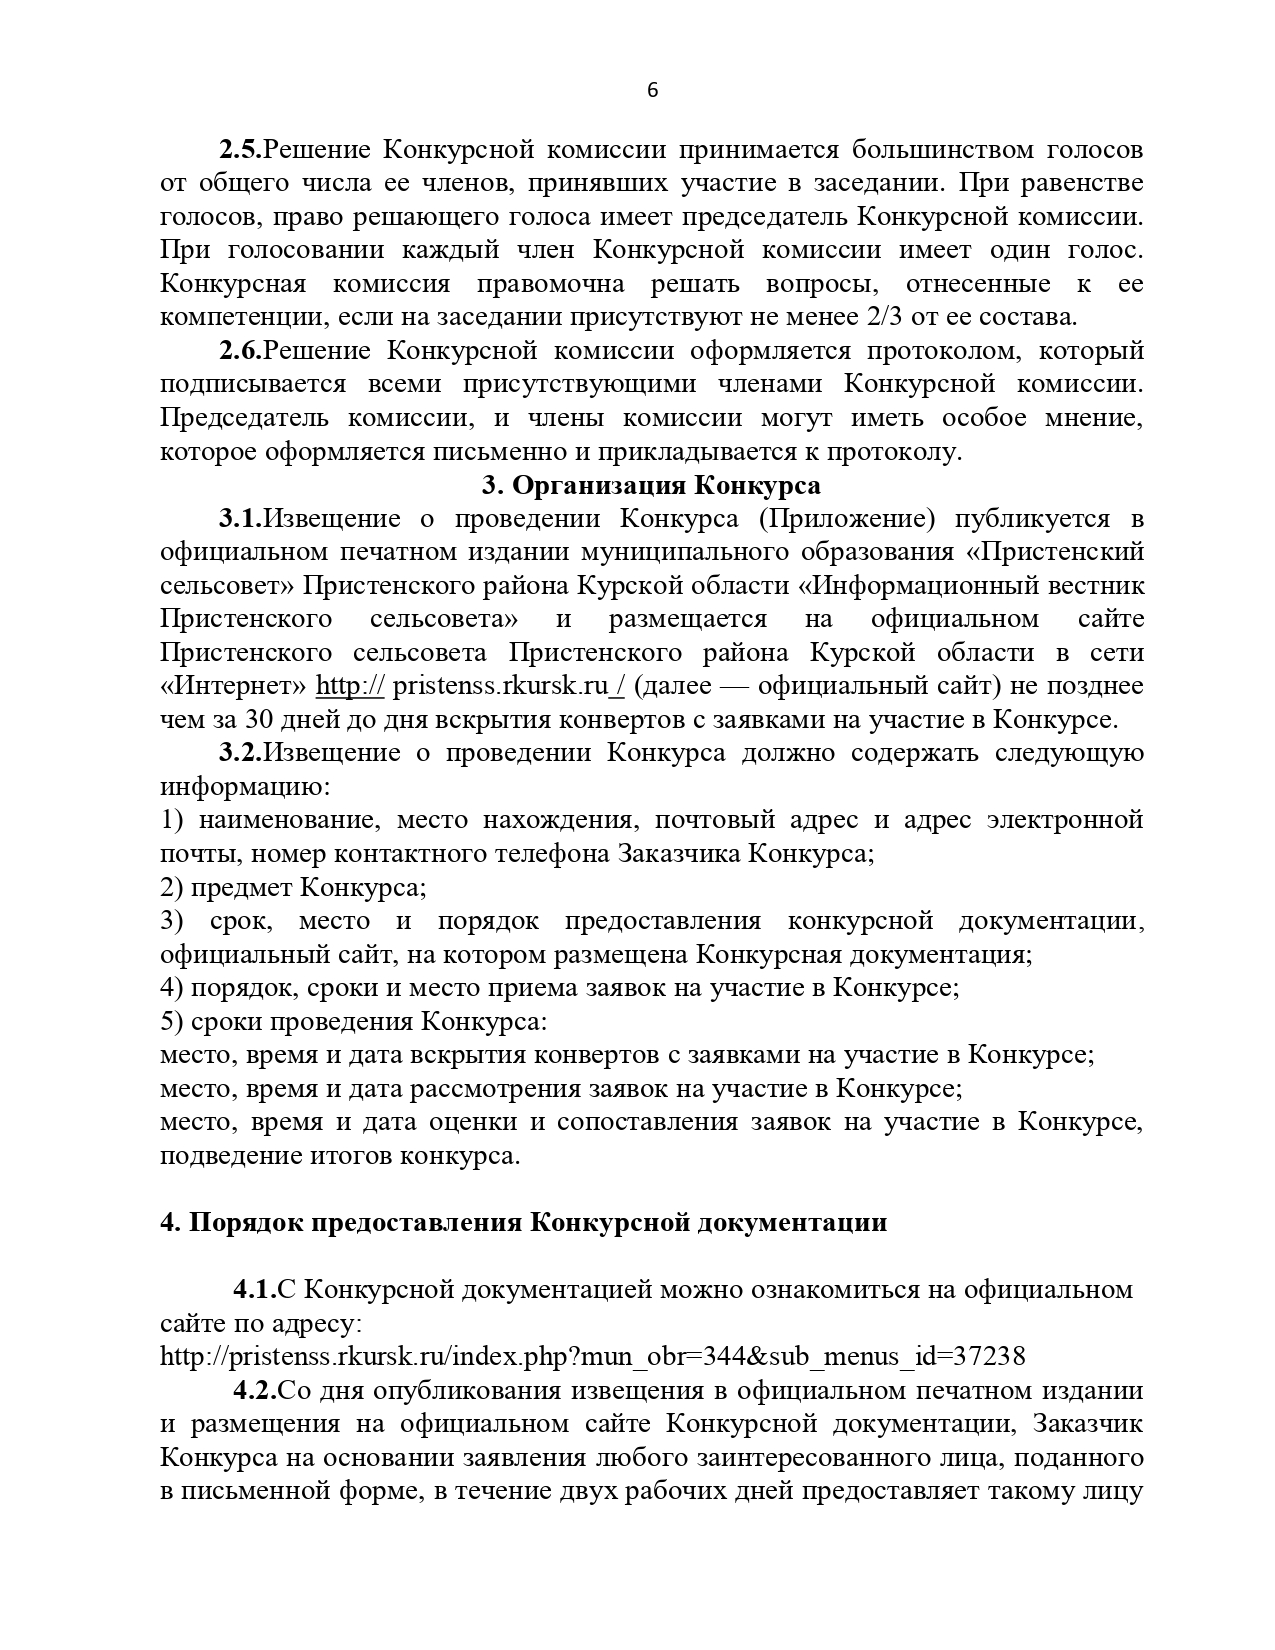 6
2.5.Решение Конкурсной комиссии принимается большинством голосов
от общего числа ее членов, принявших участие в заседании. При равенстве
голосов, право решающего голоса имеет председатель Конкурсной комиссии.
При голосовании каждый член Конкурсной комиссии имеет один голос.
Конкурсная комиссия правомочна решать вопросы, отнесенные к ее
компетенции, если на заседании присутствуют не менее 2/3 от ее состава.
2.6.Решение Конкурсной комиссии оформляется протоколом, который
подписывается всеми присутствующими членами Конкурсной комиссии.
Председатель комиссии, и члены комиссии могут иметь особое мнение,
которое оформляется письменно и прикладывается к протоколу.
3. Организация Конкурса
3.1.Извещение о проведении Конкурса (Приложение) публикуется в
официальном печатном издании муниципального образования «Пристенский
сельсовет» Пристенского района Курской области «Информационный вестник
Пристенского сельсовета» и размещается на официальном сайте
Пристенского сельсовета Пристенского района Курской области в сети
«Интернет» http:// pristenss.rkursk.ru / (далее — официальный сайт) не позднее
чем за 30 дней до дня вскрытия конвертов с заявками на участие в Конкурсе.
3.2.Извещение о проведении Конкурса должно содержать следующую
информацию:
1) наименование, место нахождения, почтовый адрес и адрес электронной
почты, номер контактного телефона Заказчика Конкурса;
2) предмет Конкурса;
3) срок, место и порядок предоставления конкурсной документации,
официальный сайт, на котором размещена Конкурсная документация;
4) порядок, сроки и место приема заявок на участие в Конкурсе;
5) сроки проведения Конкурса:
место, время и дата вскрытия конвертов с заявками на участие в Конкурсе;
место, время и дата рассмотрения заявок на участие в Конкурсе;
место, время и дата оценки и сопоставления заявок на участие в Конкурсе,
подведение итогов конкурса.
4. Порядок предоставления Конкурсной документации
4.1.С Конкурсной документацией можно ознакомиться на официальном
сайте по адресу:
http://pristenss.rkursk.ru/index.php?mun_obr=344&sub_menus_id=37238
4.2.Со дня опубликования извещения в официальном печатном издании
и размещения на официальном сайте Конкурсной документации, Заказчик
Конкурса на основании заявления любого заинтересованного лица, поданного
в письменной форме, в течение двух рабочих дней предоставляет такому лицу